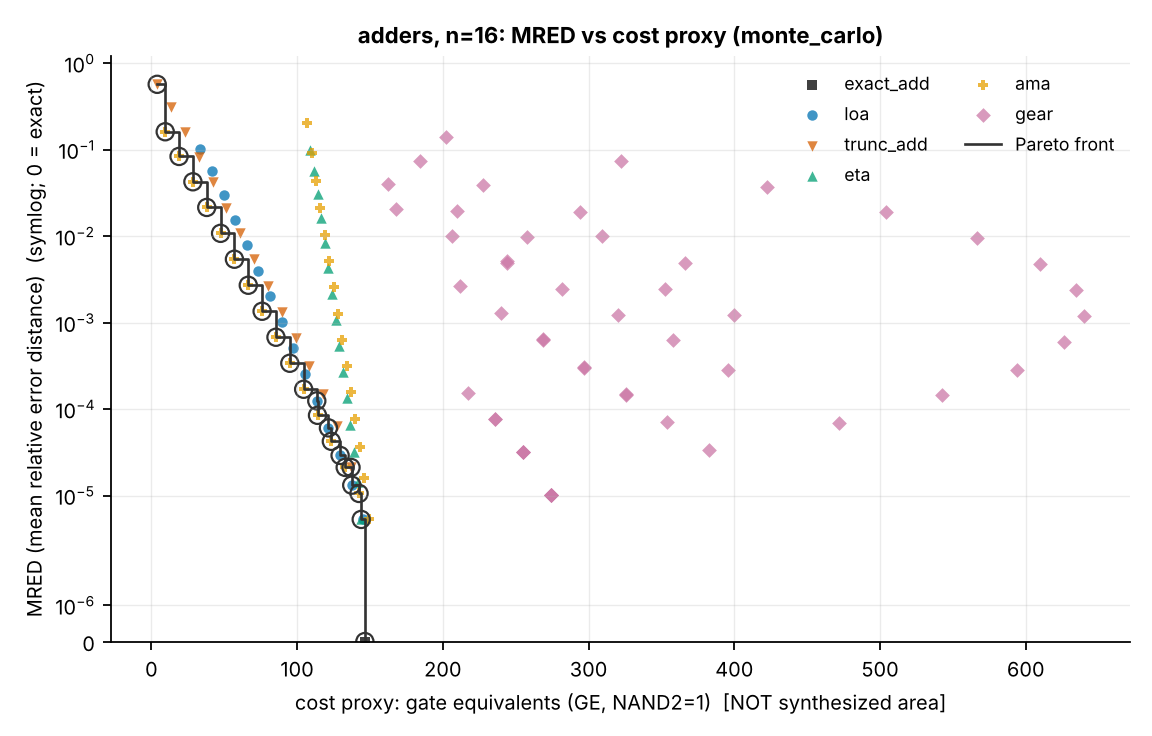 adders, n=16: MRED vs cost proxy (monte_carlo)
MRED (mean relative error distance)  (symlog; 0 = exact)
10⁰
10⁻¹
10⁻²
10⁻³
10⁻⁴
10⁻⁵
10⁻⁶
0
exact_add
loa
trunc_add
eta
ama
gear
Pareto front
0 100 200 300 400 500 600
cost proxy: gate equivalents (GE, NAND2=1)  [NOT synthesized area]